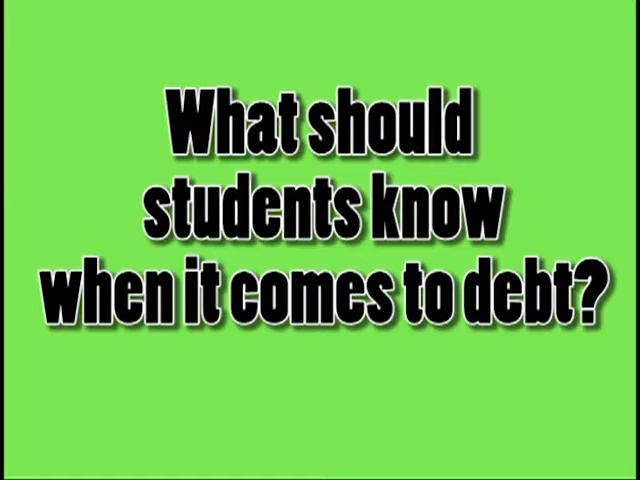 What should
students know
when it comes to debt?